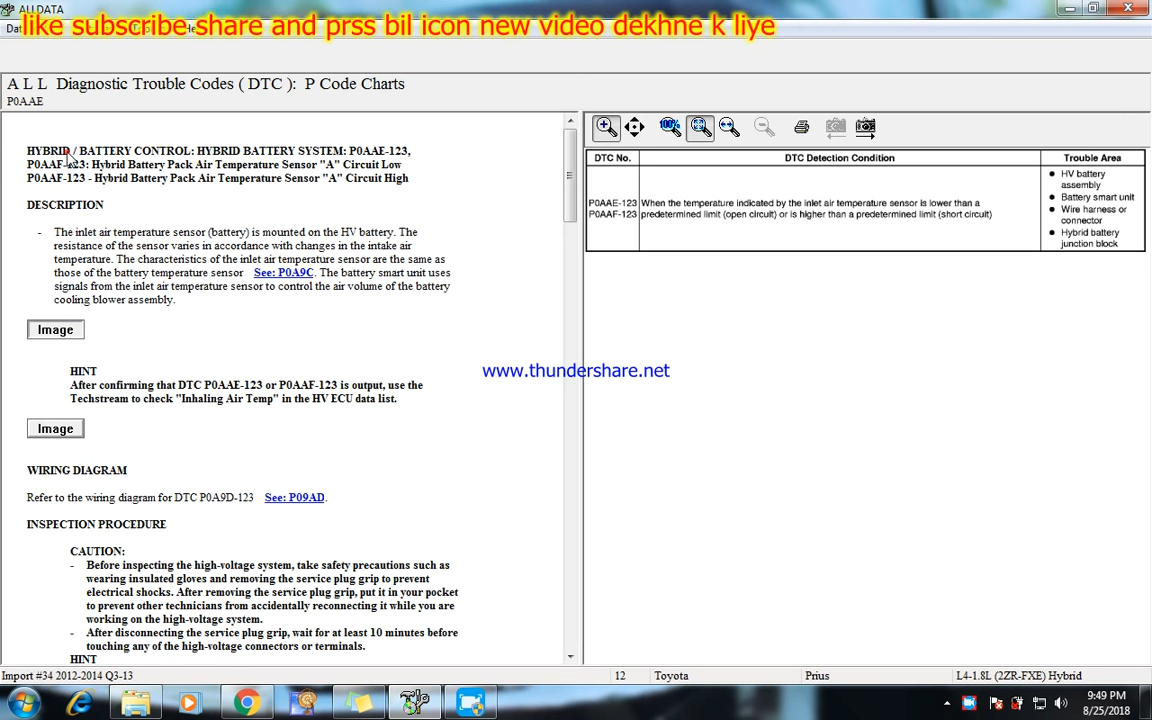 ALLDATA
like subscribe share and prss bil icon new video dekhne k liye
A L L Diagnostic Trouble Codes ( DTC ): P Code Charts
P0AAE
HYBRID / BATTERY CONTROL: HYBRID BATTERY SYSTEM: P0AAE-123,
P0AAF-123: Hybrid Battery Pack Air Temperature Sensor "A" Circuit Low
P0AAF-123 - Hybrid Battery Pack Air Temperature Sensor "A" Circuit High
DESCRIPTION
- The inlet air temperature sensor (battery) is mounted on the HV battery. The
resistance of the sensor varies in accordance with changes in the intake air
temperature. The characteristics of the inlet air temperature sensor are the same as
those of the battery temperature sensor See: P0A9C. The battery smart unit uses
signals from the inlet air temperature sensor to control the air volume of the battery
cooling blower assembly.
Image
HINT
After confirming that DTC P0AAE-123 or P0AAF-123 is output, use the
Techstream to check "Inhaling Air Temp" in the HV ECU data list.
Image
WIRING DIAGRAM
Refer to the wiring diagram for DTC P0A9D-123 See: P09AD.
INSPECTION PROCEDURE
CAUTION:
- Before inspecting the high-voltage system, take safety precautions such as
wearing insulated gloves and removing the service plug grip to prevent
electrical shocks. After removing the service plug grip, put it in your pocket
to prevent other technicians from accidentally reconnecting it while you are
working on the high-voltage system.
- After disconnecting the service plug grip, wait for at least 10 minutes before
touching any of the high-voltage connectors or terminals.
HINT
100%
DTC No. DTC Detection Condition Trouble Area
P0AAE-123 When the temperature indicated by the inlet air temperature sensor is lower than a
P0AAF-123 predetermined limit (open circuit) or is higher than a predetermined limit (short circuit)
● HV battery
assembly
● Battery smart unit
● Wire harness or
connector
● Hybrid battery
junction block
www.thundershare.net
Import #34 2012-2014 Q3-13 12 Toyota Prius L4-1.8L (2ZR-FXE) Hybrid
9:49 PM
8/25/2018